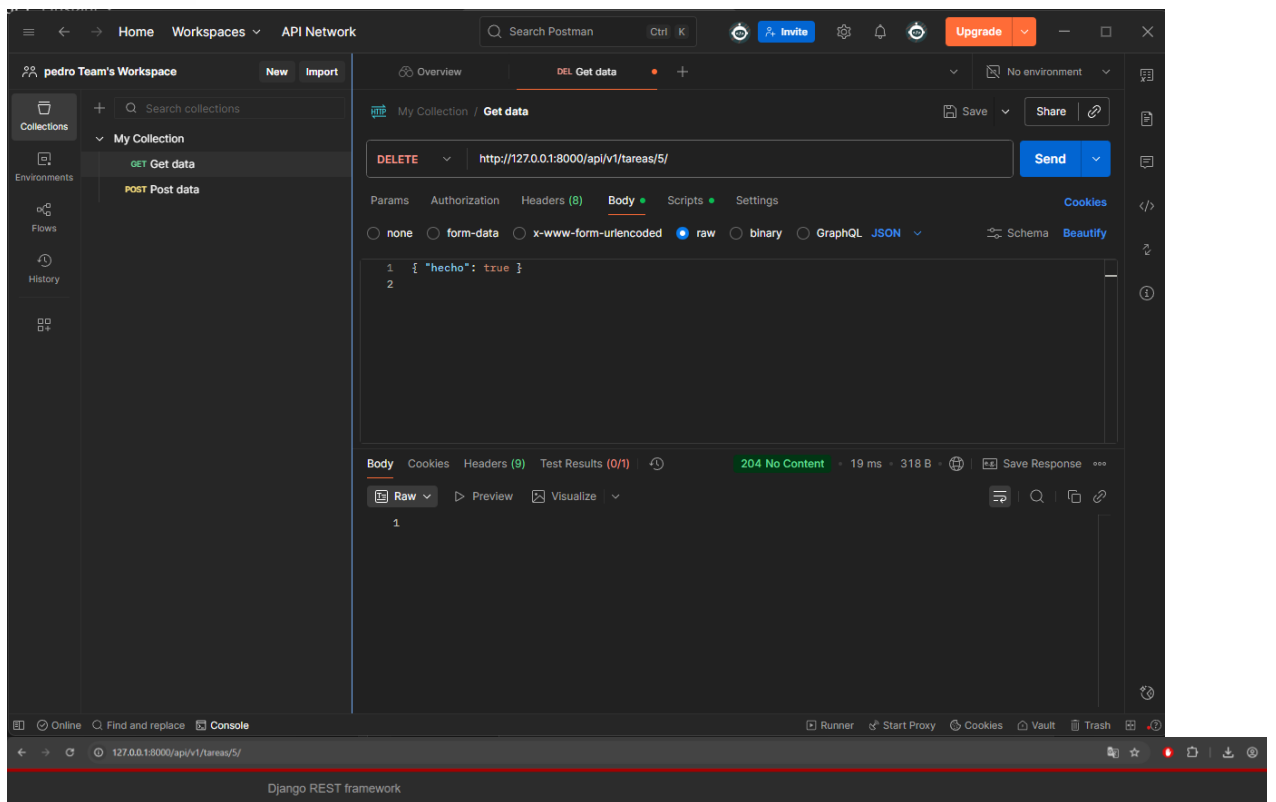 Home Workspaces API Network Search Postman Ctrl K Invite Upgrade
pedro Team's Workspace New Import Overview DEL Get data No environment
Collections
Search collections
My Collection
GET Get data
POST Post data
Environments
Flows
History
HTTP My Collection / Get data Save Share
DELETE http://127.0.0.1:8000/api/v1/tareas/5/ Send
Params Authorization Headers (8) Body Scripts Settings Cookies
none form-data x-www-form-urlencoded raw binary GraphQL JSON Schema Beautify
1 { "hecho": true }
2
Body Cookies Headers (9) Test Results (0/1) 204 No Content 19 ms 318 B Save Response
Raw Preview Visualize
1
Online Find and replace Console Runner Start Proxy Cookies Vault Trash
127.0.0.1:8000/api/v1/tareas/5/
Django REST framework